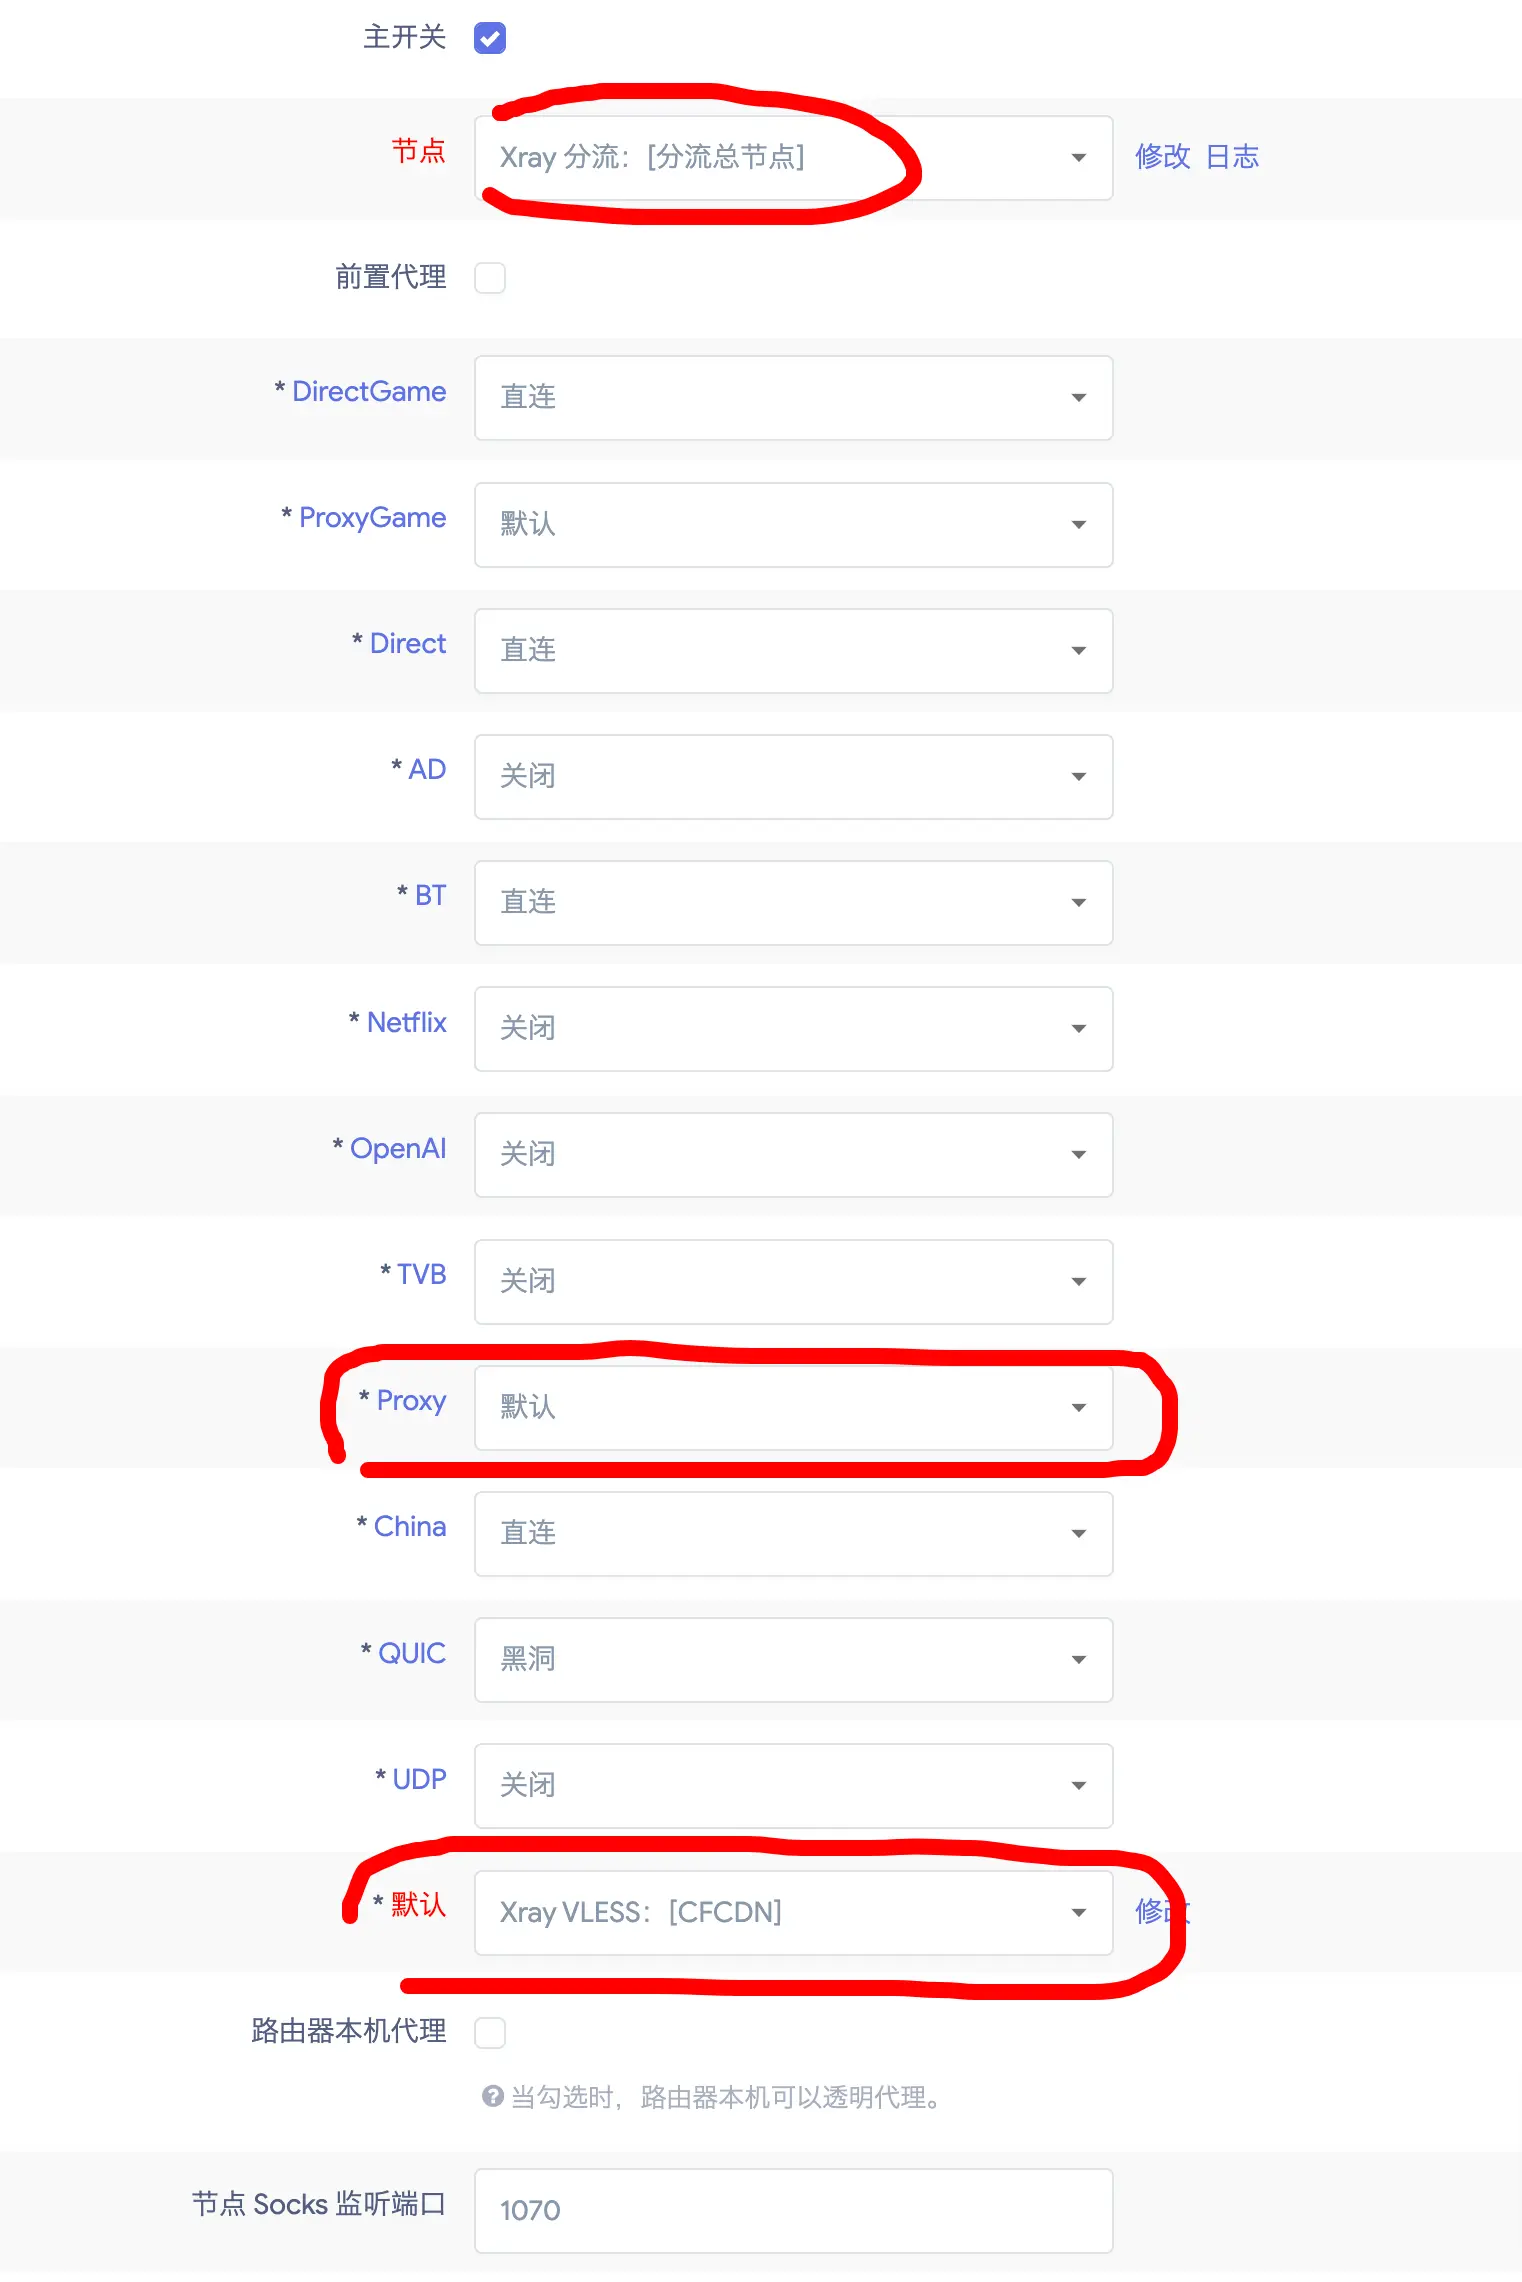 主开关
节点 Xray 分流：[分流总节点] 修改 日志
前置代理
* DirectGame 直连
* ProxyGame 默认
* Direct 直连
* AD 关闭
* BT 直连
* Netflix 关闭
* OpenAI 关闭
* TVB 关闭
* Proxy 默认
* China 直连
* QUIC 黑洞
* UDP 关闭
* 默认 Xray VLESS：[CFCDN] 修改
路由器本机代理
当勾选时，路由器本机可以透明代理。
节点 Socks 监听端口 1070